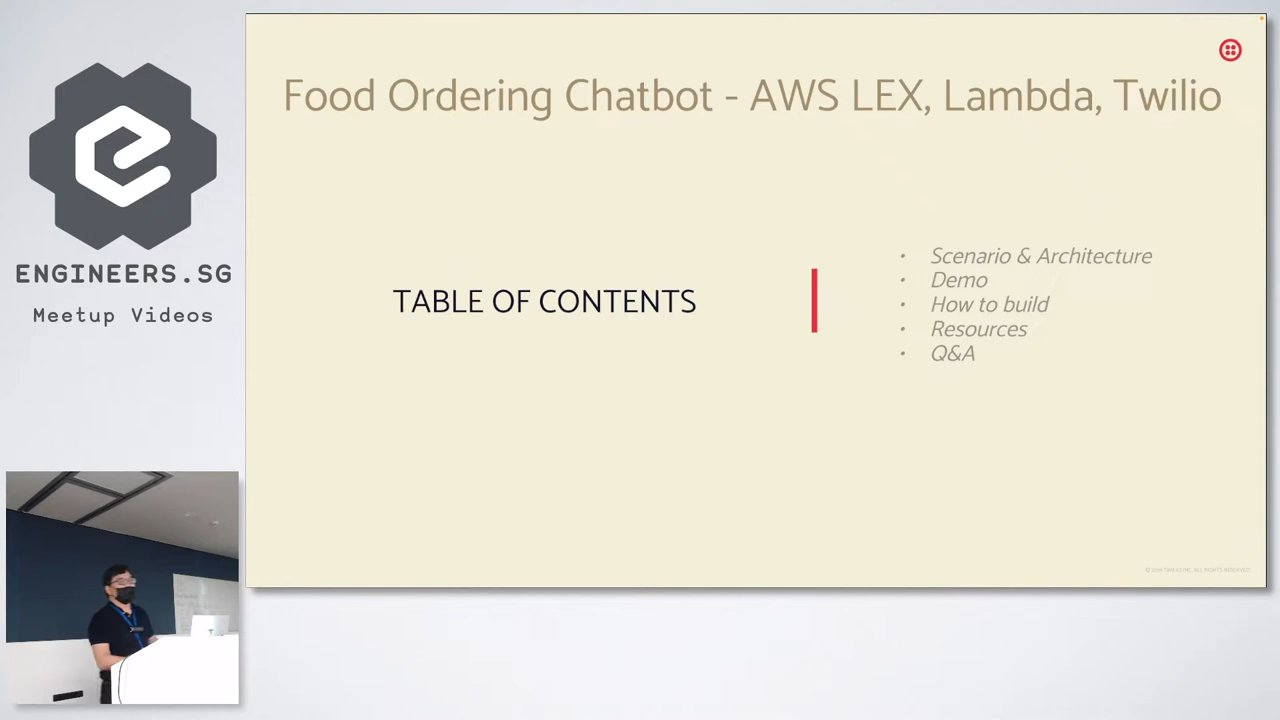 Food Ordering Chatbot - AWS LEX, Lambda, Twilio
TABLE OF CONTENTS
• Scenario & Architecture
• Demo
• How to build
• Resources
• Q&A
ENGINEERS.SG
Meetup Videos